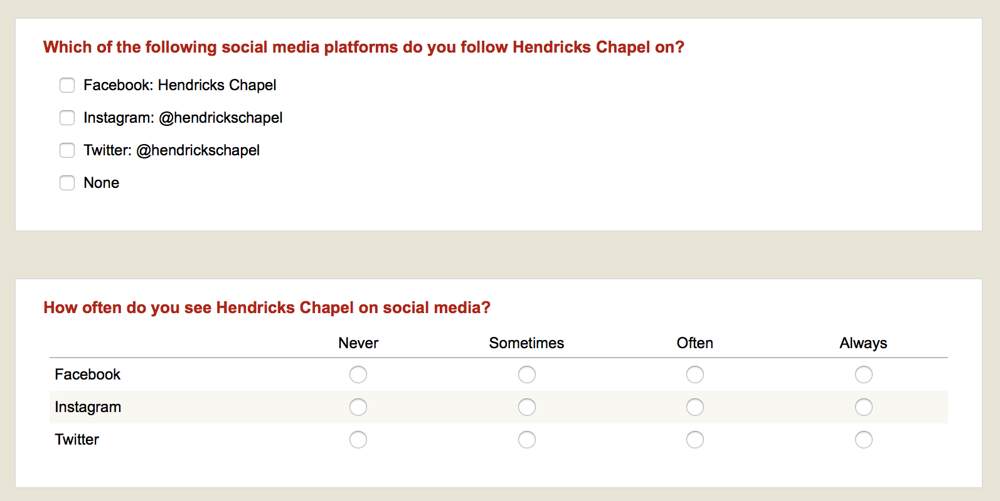 Which of the following social media platforms do you follow Hendricks Chapel on?
Facebook: Hendricks Chapel
Instagram: @hendrickschapel
Twitter: @hendrickschapel
None
How often do you see Hendricks Chapel on social media?
Never Sometimes Often Always
Facebook
Instagram
Twitter